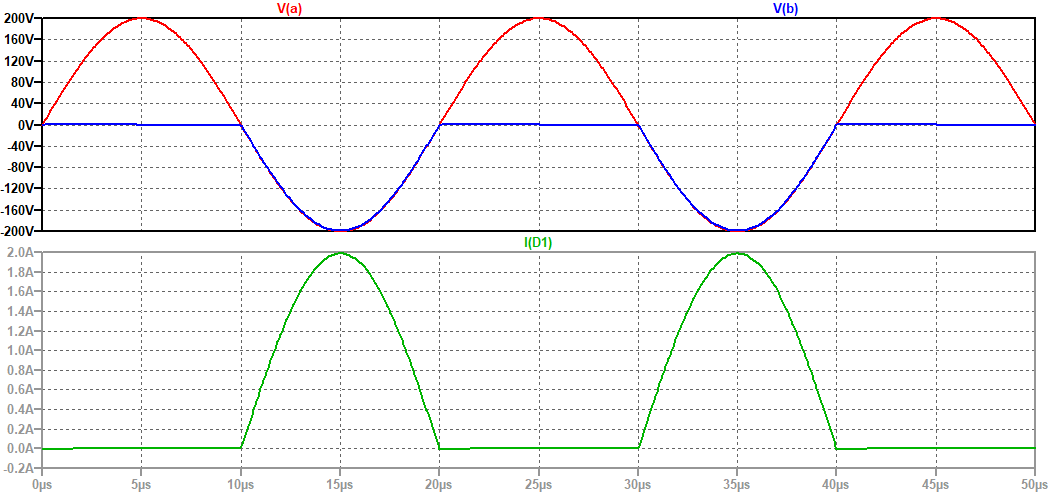 V(a) V(b)
200V
160V
120V
80V
40V
0V
-40V
-80V
-120V
-160V
-200V
I(D1)
2.0A
1.8A
1.6A
1.4A
1.2A
1.0A
0.8A
0.6A
0.4A
0.2A
0.0A
-0.2A
0µs 5µs 10µs 15µs 20µs 25µs 30µs 35µs 40µs 45µs 50µs